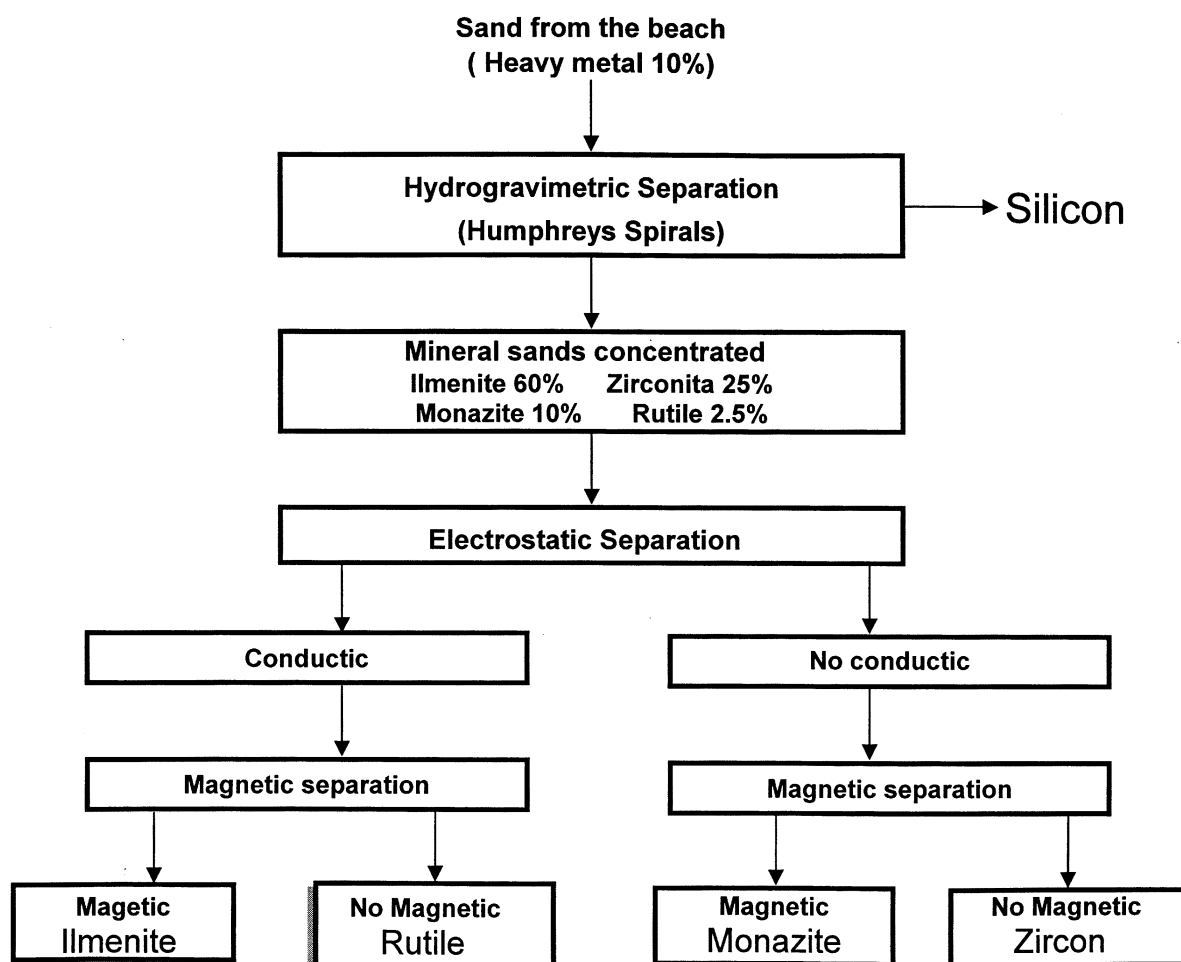 Sand from the beach
( Heavy metal 10%)
Hydrogravimetric Separation
(Humphreys Spirals)
Silicon
Mineral sands concentrated
Ilmenite 60% Zirconita 25%
Monazite 10% Rutile 2.5%
Electrostatic Separation
Conductic
No conductic
Magnetic separation
Magnetic separation
Magetic
Ilmenite
No Magnetic
Rutile
Magnetic
Monazite
No Magnetic
Zircon